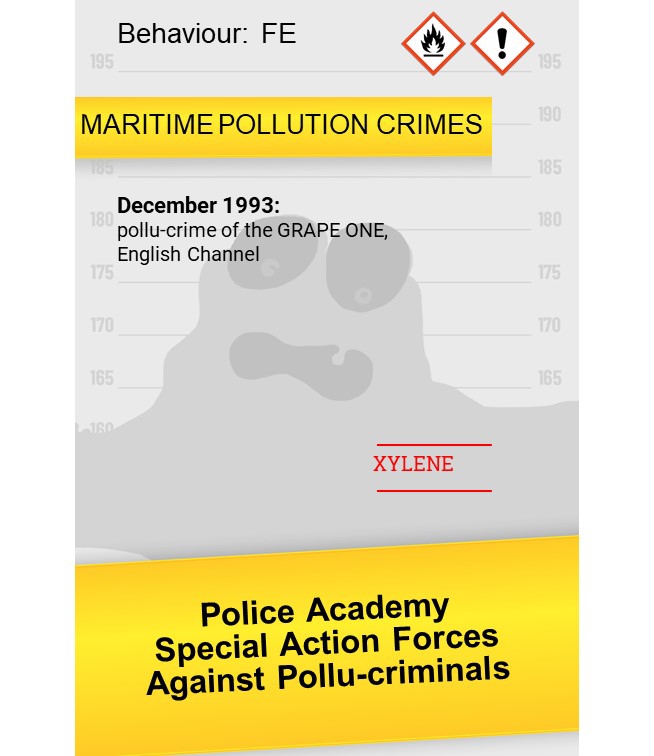 Behaviour: FE
195 195
MARITIME POLLUTION CRIMES
190
185 185
December 1993:
pollu-crime of the GRAPE ONE,
180 180
English Channel
175 175
170 170
165 165
160
XYLENE
Police Academy
Special Action Forces
Against Pollu-criminals